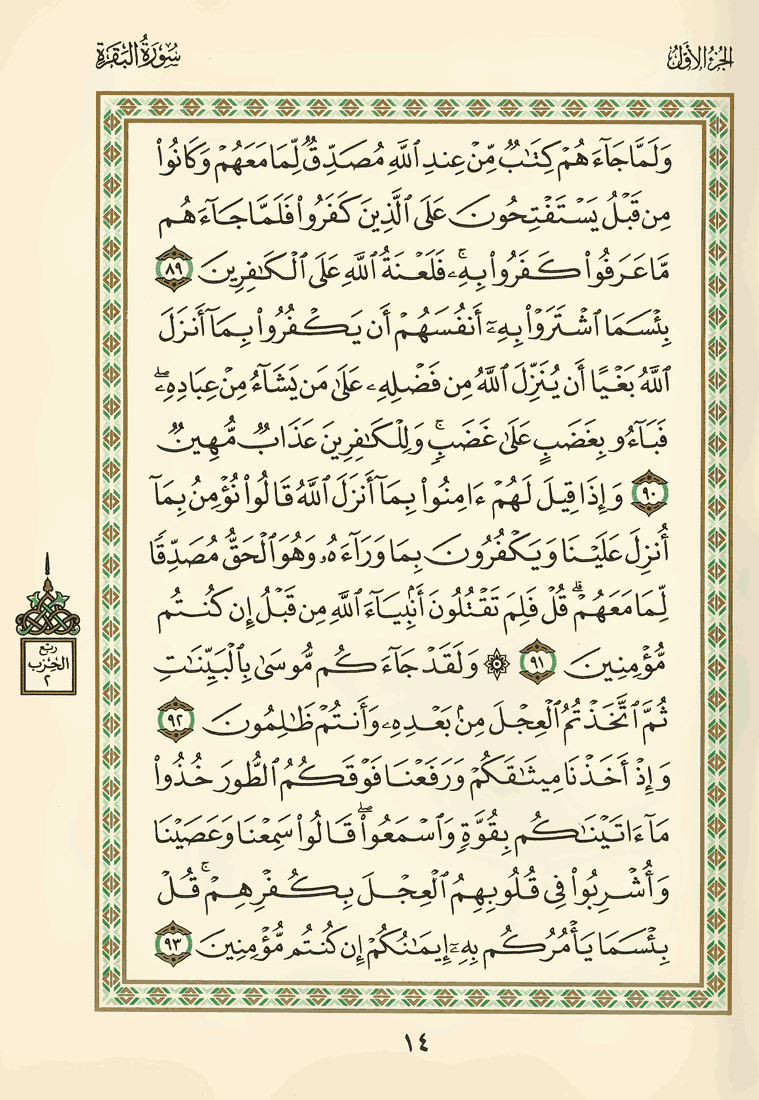 الجزء الأول
سورة البقرة
وَلَمَّا جَآءَهُمْ كِتَٰبٌ مِّنْ عِندِ ٱللَّهِ مُصَدِّقٌ لِّمَا مَعَهُمْ وَكَانُوا۟
مِن قَبْلُ يَسْتَفْتِحُونَ عَلَى ٱلَّذِينَ كَفَرُوا۟ فَلَمَّا جَآءَهُم
مَّا عَرَفُوا۟ كَفَرُوا۟ بِهِۦ ۚ فَلَعْنَةُ ٱللَّهِ عَلَى ٱلْكَٰفِرِينَ ٨٩
بِئْسَمَا ٱشْتَرَوْا۟ بِهِۦٓ أَنفُسَهُمْ أَن يَكْفُرُوا۟ بِمَآ أَنزَلَ
ٱللَّهُ بَغْيًا أَن يُنَزِّلَ ٱللَّهُ مِن فَضْلِهِۦ عَلَىٰ مَن يَشَآءُ مِنْ عِبَادِهِۦ ۖ
فَبَآءُو بِغَضَبٍ عَلَىٰ غَضَبٍ ۚ وَلِلْكَٰفِرِينَ عَذَابٌ مُّهِينٌ
٩٠ وَإِذَا قِيلَ لَهُمْ ءَامِنُوا۟ بِمَآ أَنزَلَ ٱللَّهُ قَالُوا۟ نُؤْمِنُ بِمَآ
أُنزِلَ عَلَيْنَا وَيَكْفُرُونَ بِمَا وَرَآءَهُۥ وَهُوَ ٱلْحَقُّ مُصَدِّقًا
لِّمَا مَعَهُمْ ۗ قُلْ فَلِمَ تَقْتُلُونَ أَنۢبِيَآءَ ٱللَّهِ مِن قَبْلُ إِن كُنتُم
مُّؤْمِنِينَ ٩١ ۞ وَلَقَدْ جَآءَكُم مُّوسَىٰ بِٱلْبَيِّنَٰتِ
ثُمَّ ٱتَّخَذْتُمُ ٱلْعِجْلَ مِنۢ بَعْدِهِۦ وَأَنتُمْ ظَٰلِمُونَ ٩٢
وَإِذْ أَخَذْنَا مِيثَٰقَكُمْ وَرَفَعْنَا فَوْقَكُمُ ٱلطُّورَ خُذُوا۟
مَآ ءَاتَيْنَٰكُم بِقُوَّةٍ وَٱسْمَعُوا۟ ۖ قَالُوا۟ سَمِعْنَا وَعَصَيْنَا
وَأُشْرِبُوا۟ فِى قُلُوبِهِمُ ٱلْعِجْلَ بِكُفْرِهِمْ ۚ قُلْ
بِئْسَمَا يَأْمُرُكُم بِهِۦٓ إِيمَٰنُكُمْ إِن كُنتُم مُّؤْمِنِينَ ٩٣
ربع
الحزب
٢
١٤